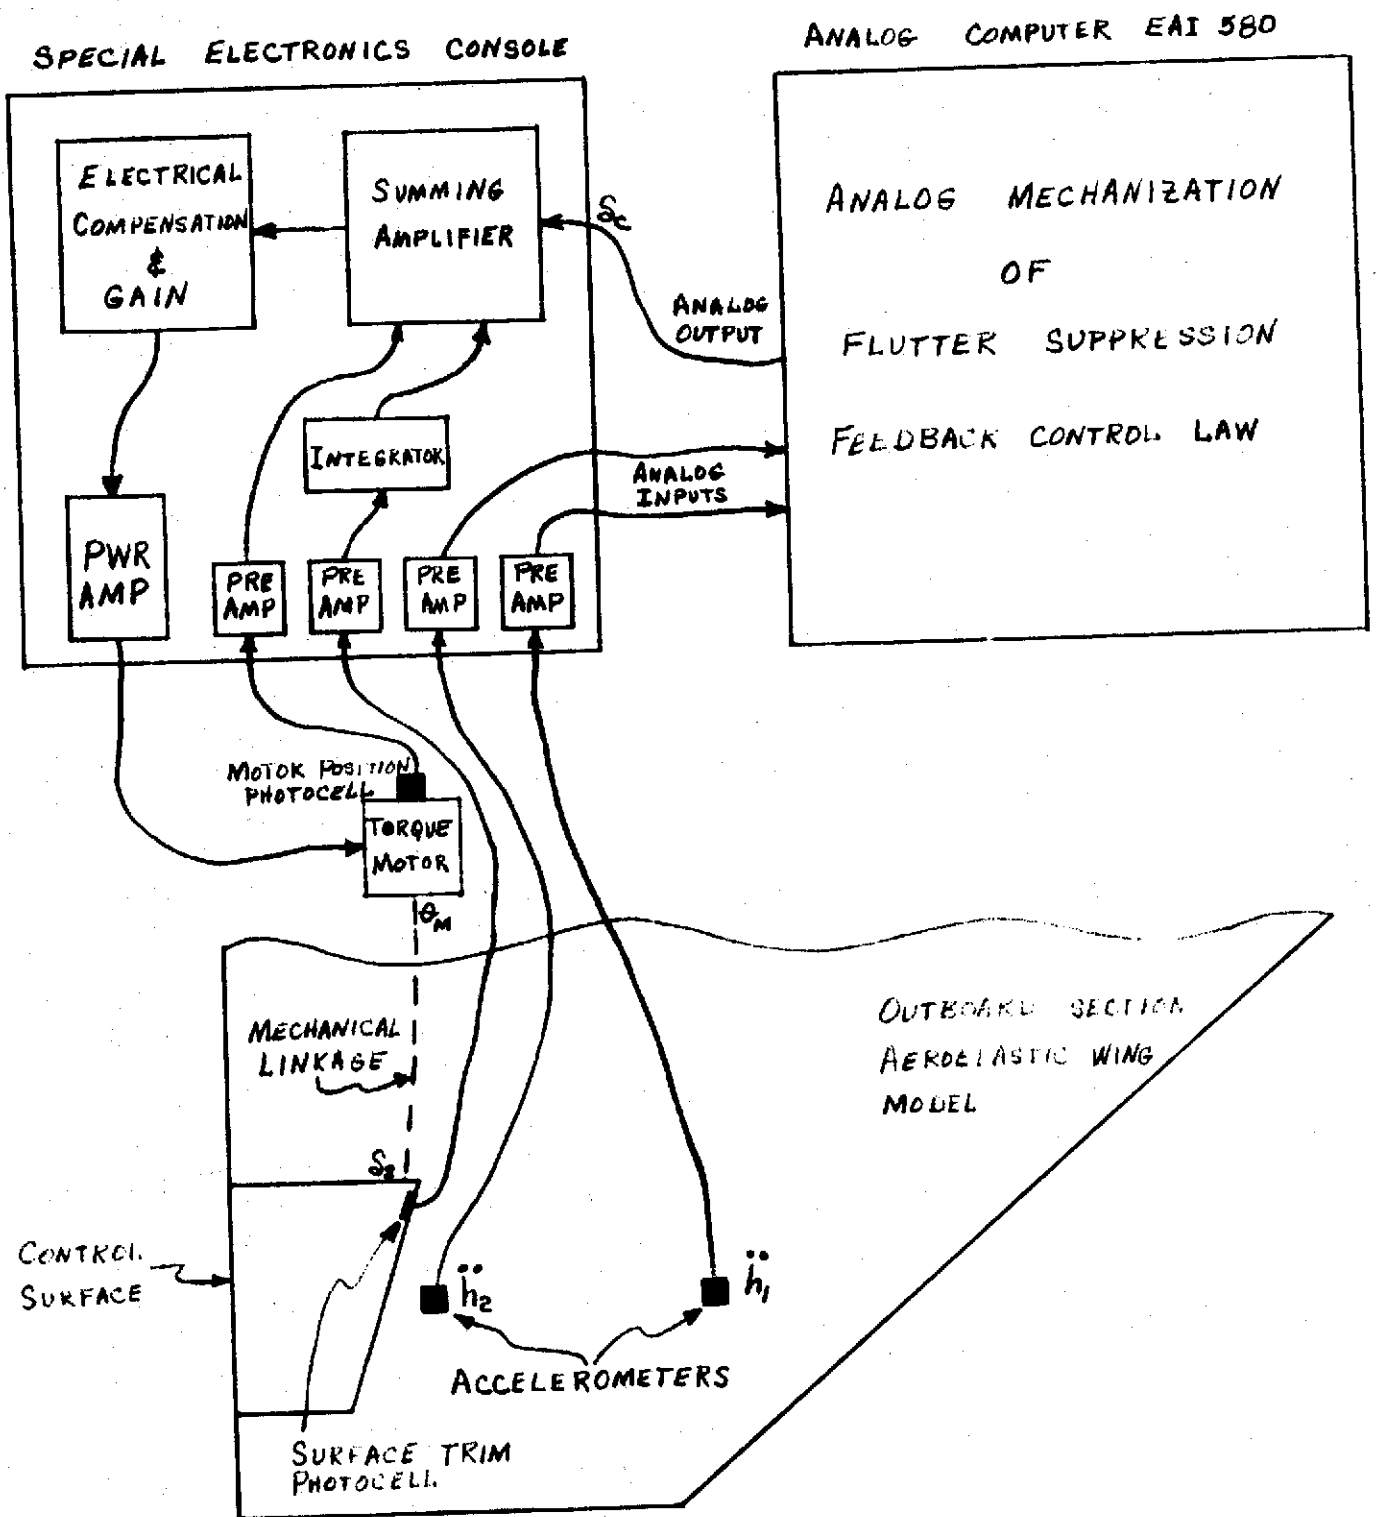 SPECIAL ELECTRONICS CONSOLE
ANALOG COMPUTER EAI 580
ELECTRICAL
COMPENSATION
&
GAIN
SUMMING
AMPLIFIER
δc
ANALOG
OUTPUT
ANALOG MECHANIZATION
OF
FLUTTER SUPPRESSION
FEEDBACK CONTROL LAW
INTEGRATOR
ANALOG
INPUTS
PWR
AMP
PRE
AMP
PRE
AMP
PRE
AMP
PRE
AMP
MOTOR POSITION
PHOTOCELL
TORQUE
MOTOR
θM
MECHANICAL
LINKAGE
OUTBOARD SECTION
AEROELASTIC WING
MODEL
δs
CONTROL
SURFACE
ḧ2
ḧ1
ACCELEROMETERS
SURFACE TRIM
PHOTOCELL